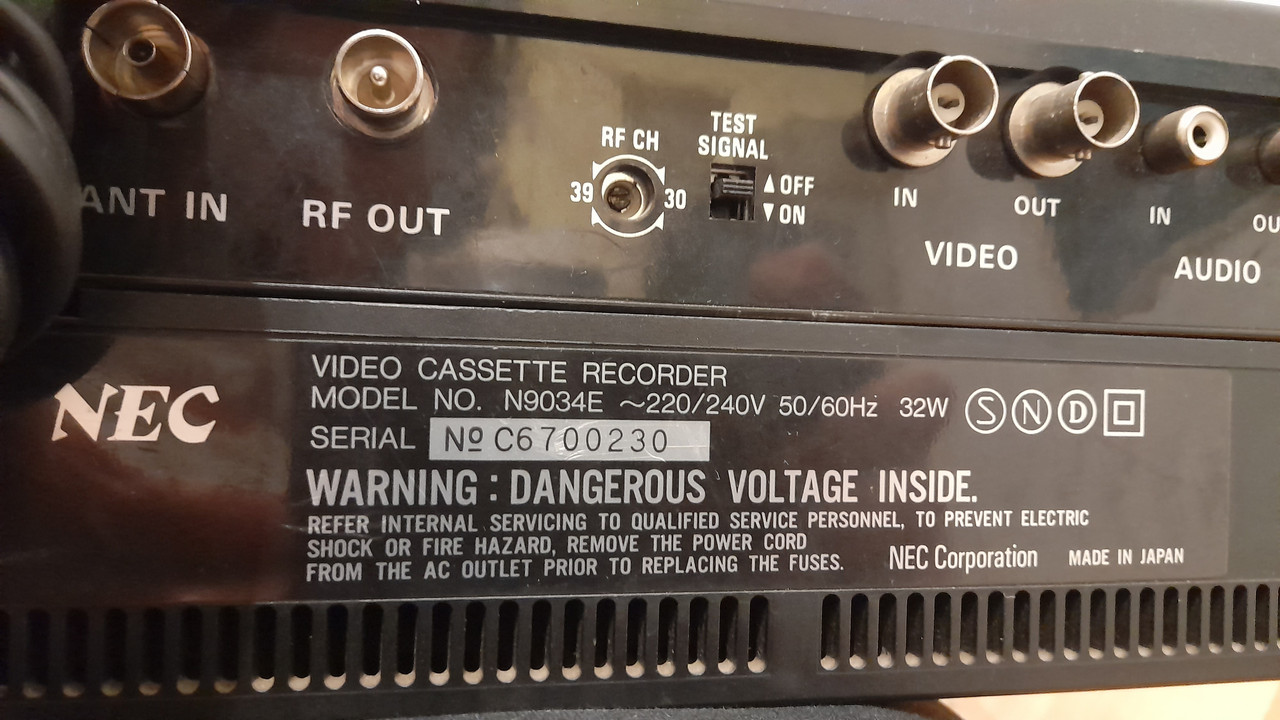 ANT IN
RF OUT
RF CH
39
30
TEST
SIGNAL
▲OFF
▼ON
IN
OUT
VIDEO
IN
AUDIO
NEC
VIDEO CASSETTE RECORDER
MODEL NO. N9034E ～220/240V 50/60Hz 32W
S N D
SERIAL Nº C6700230
WARNING : DANGEROUS VOLTAGE INSIDE.
REFER INTERNAL SERVICING TO QUALIFIED SERVICE PERSONNEL, TO PREVENT ELECTRIC
SHOCK OR FIRE HAZARD, REMOVE THE POWER CORD
FROM THE AC OUTLET PRIOR TO REPLACING THE FUSES.
NEC Corporation MADE IN JAPAN